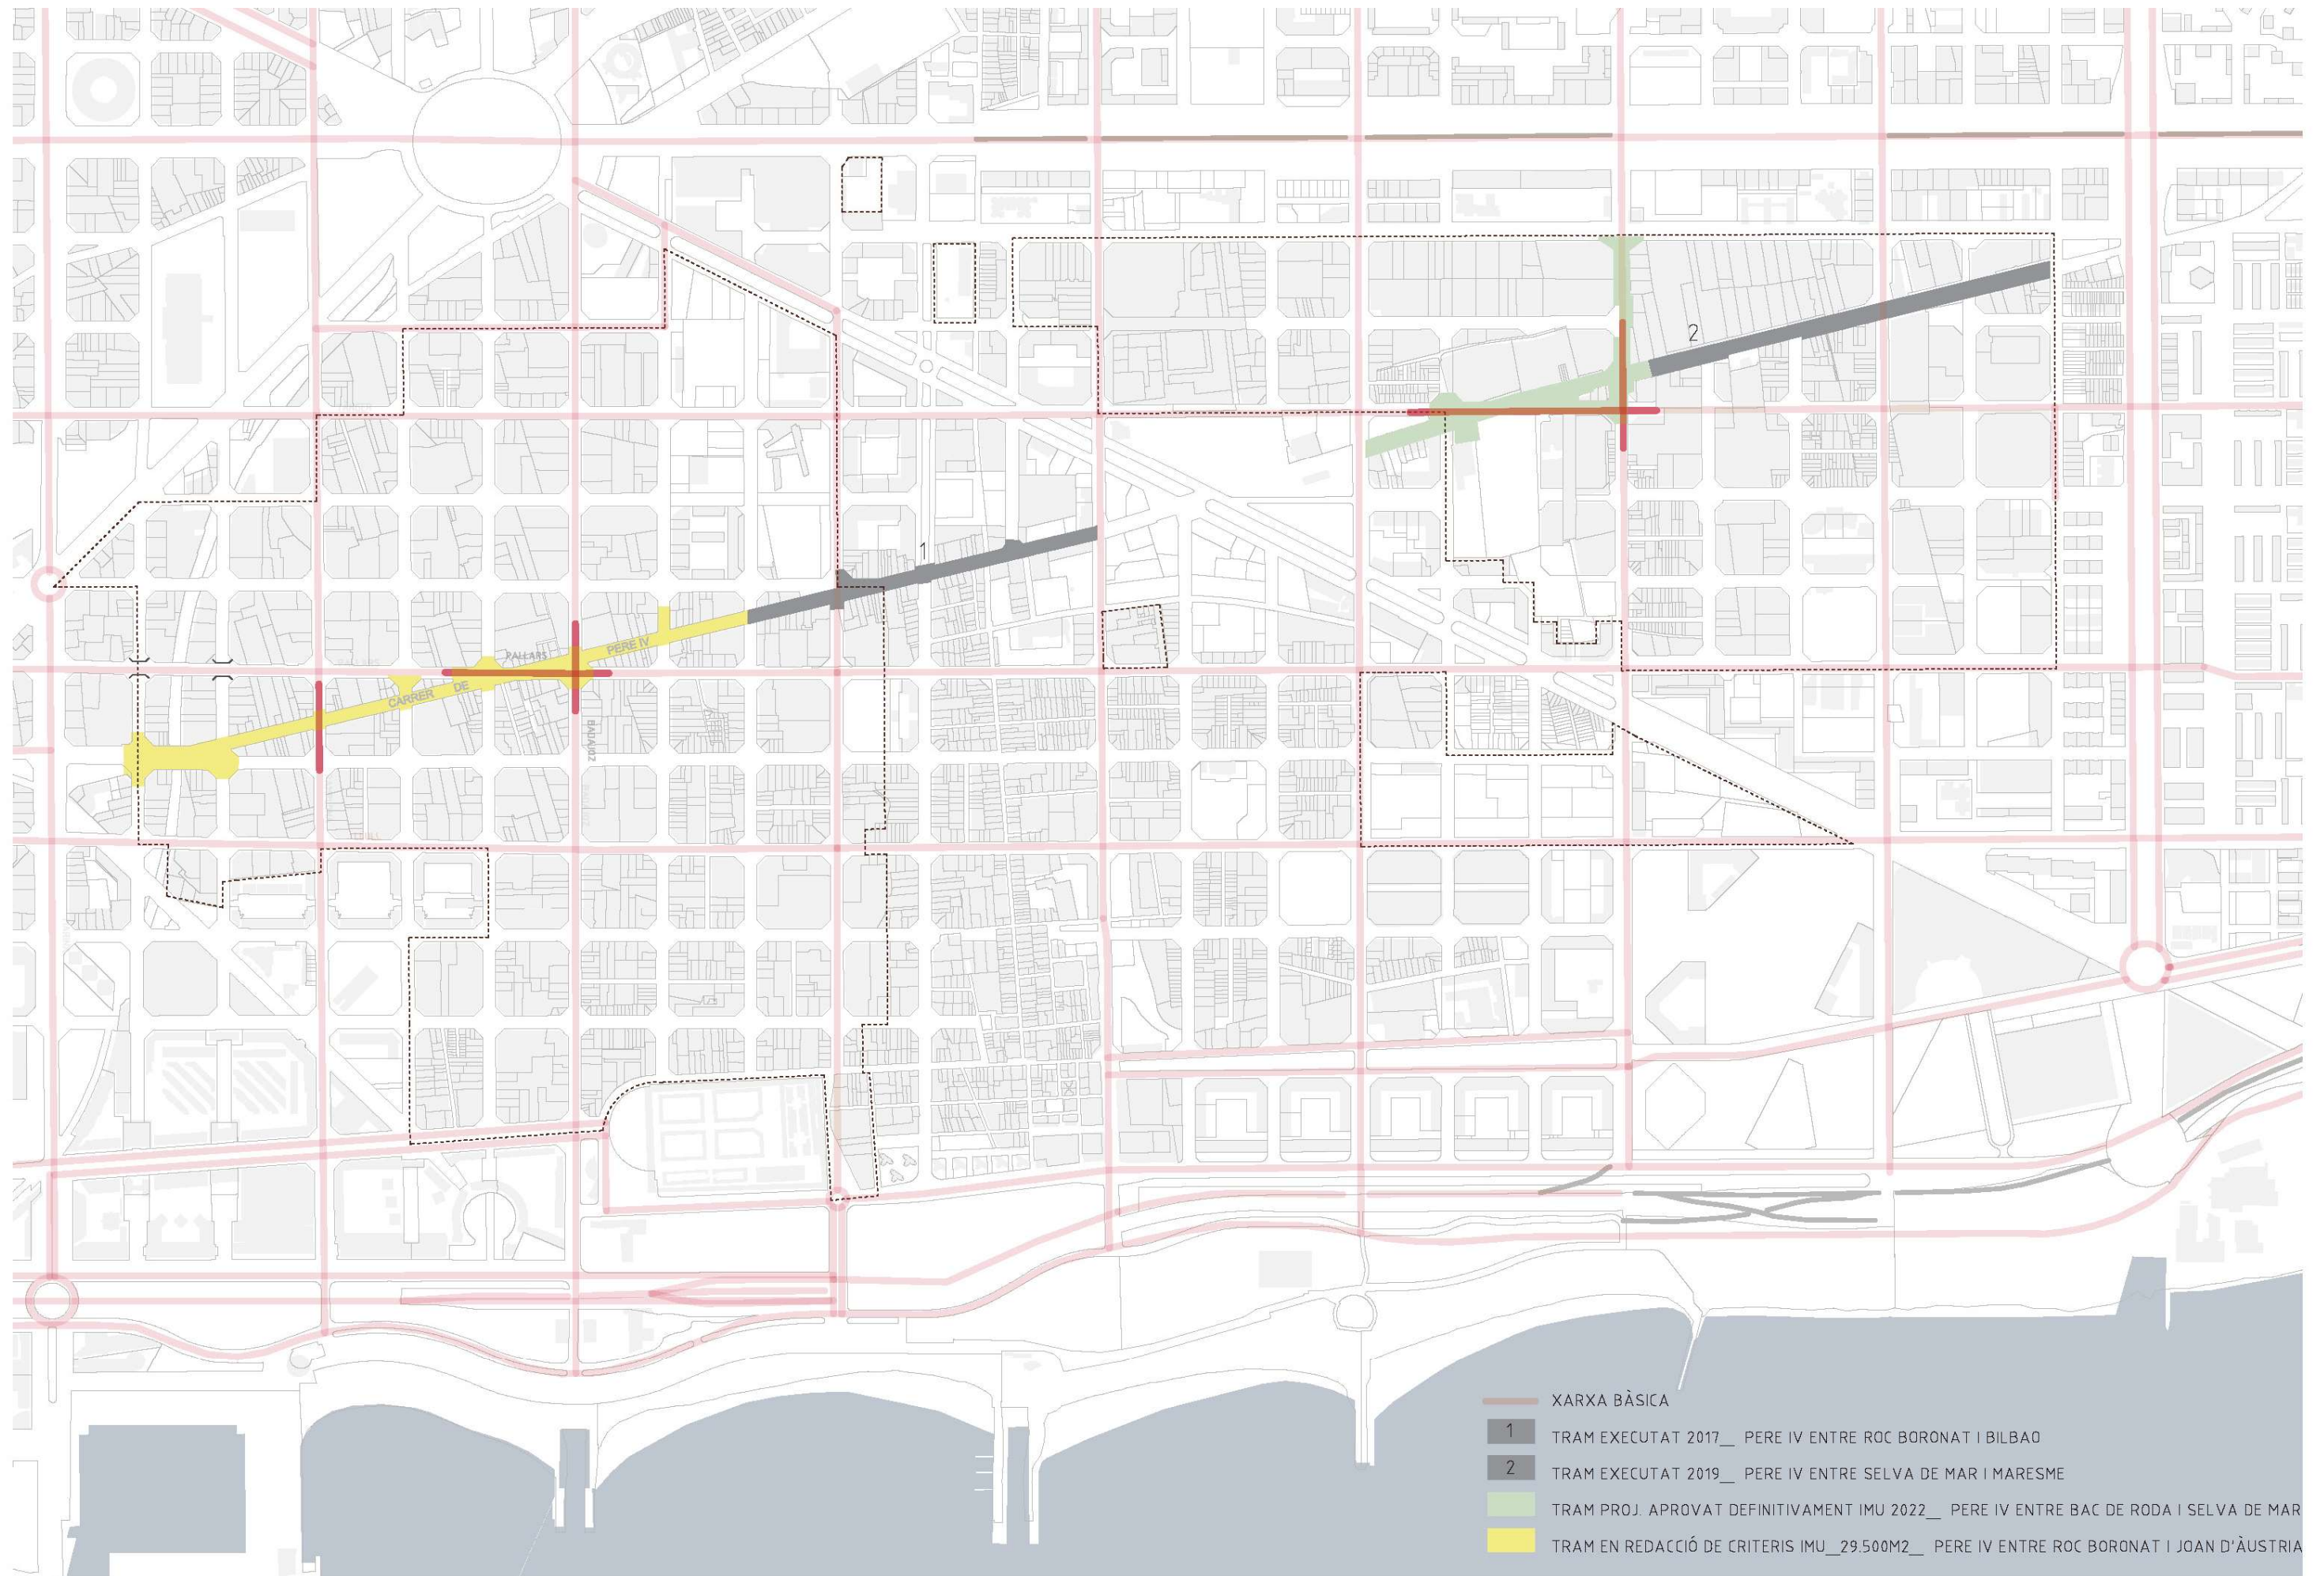 2
1
PALLARS
PERE IV
CARRER DE
BADAJOZ
XARXA BÀSICA
1 TRAM EXECUTAT 2017__ PERE IV ENTRE ROC BORONAT I BILBAO
2 TRAM EXECUTAT 2019__ PERE IV ENTRE SELVA DE MAR I MARESME
TRAM PROJ. APROVAT DEFINITIVAMENT IMU 2022__ PERE IV ENTRE BAC DE RODA I SELVA DE MAR
TRAM EN REDACCIÓ DE CRITERIS IMU__29.500M2__ PERE IV ENTRE ROC BORONAT I JOAN D'ÀUSTRIA